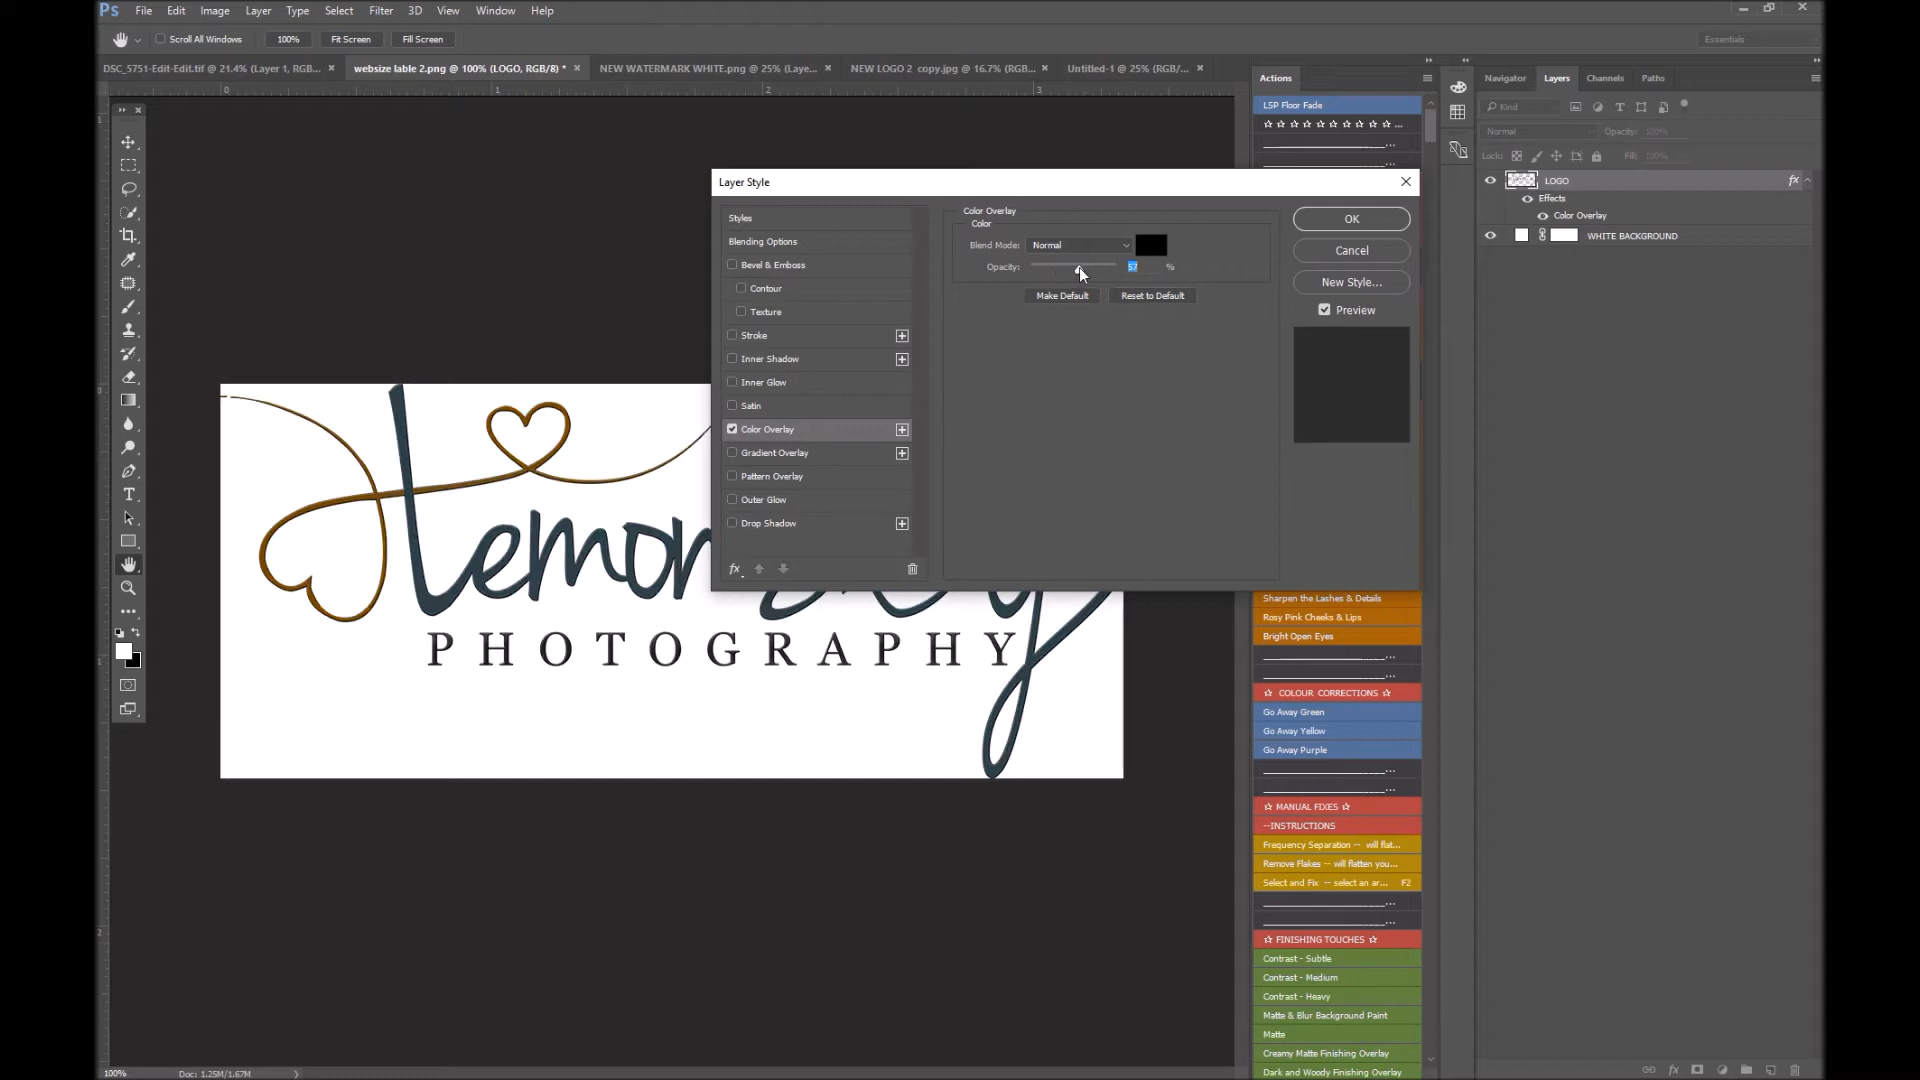 Ps File Edit Image Layer Type Select Filter 3D View Window Help
Scroll All Windows 100% Fit Screen Fill Screen Essentials
DSC_5751-Edit-Edit.tif @ 21.4% (Layer 1, RGB... × websize lable 2.png @ 100% (LOGO, RGB/8) * × NEW WATERMARK WHITE.png @ 25% (Laye... × NEW LOGO 2 copy.jpg @ 16.7% (RGB... × Untitled-1 @ 25% (RGB/... ×
0 1 2 3
1
0
1
2
Layer Style
Styles
Blending Options
Bevel & Emboss
Contour
Texture
Stroke
Inner Shadow
Inner Glow
Satin
Color Overlay
Gradient Overlay
Pattern Overlay
Outer Glow
Drop Shadow
fx
Color Overlay
Color
Blend Mode: Normal
Opacity: 57 %
Make Default Reset to Default
OK
Cancel
New Style...
Preview
PHOTOGRAPHY
Actions
LSP Floor Fade
Sharpen the Lashes & Details
Rosy Pink Cheeks & Lips
Bright Open Eyes
☆ COLOUR CORRECTIONS ☆
Go Away Green
Go Away Yellow
Go Away Purple
☆ MANUAL FIXES ☆
--INSTRUCTIONS
Frequency Separation -- will flat...
Remove Flakes -- will flatten you...
Select and Fix -- select an ar... F2
☆ FINISHING TOUCHES ☆
Contrast - Subtle
Contrast - Medium
Contrast - Heavy
Matte & Blur Background Paint
Matte
Creamy Matte Finishing Overlay
Dark and Woody Finishing Overlay
Navigator Layers Channels Paths
Kind
Normal Opacity: 100%
Lock: Fill: 100%
LOGO fx
Effects
Color Overlay
WHITE BACKGROUND
100% Doc: 1.25M/1.67M